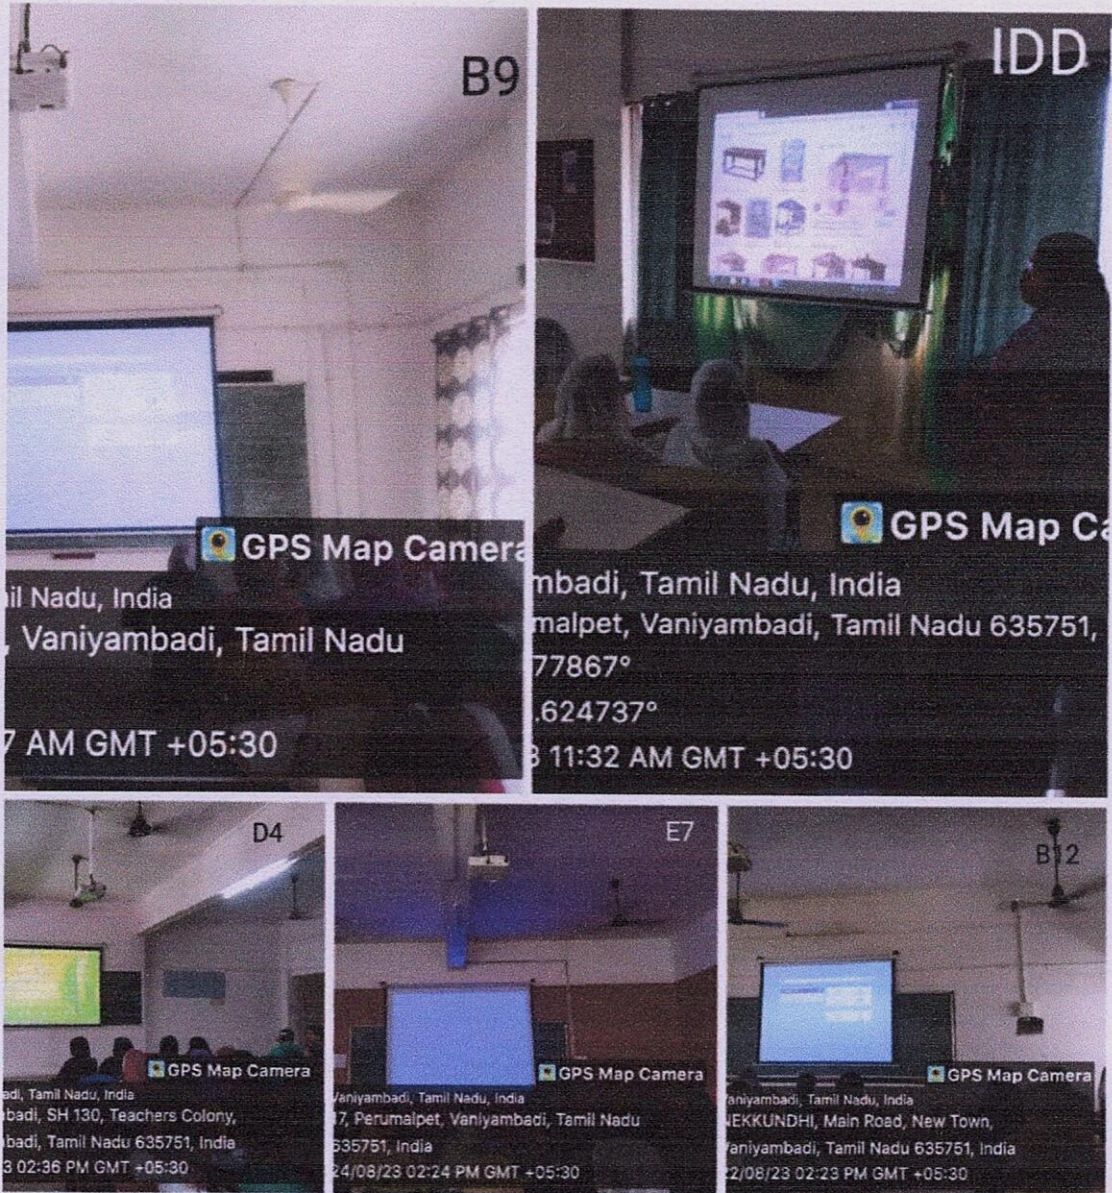 B9
GPS Map Camera
il Nadu, India
, Vaniyambadi, Tamil Nadu
7 AM GMT +05:30
IDD
GPS Map Ca
mbadi, Tamil Nadu, India
malpet, Vaniyambadi, Tamil Nadu 635751,
77867°
.624737°
3 11:32 AM GMT +05:30
D4
GPS Map Camera
adi, Tamil Nadu, India
badi, SH 130, Teachers Colony,
badi, Tamil Nadu 635751, India
3 02:36 PM GMT +05:30
E7
GPS Map Camera
Vaniyambadi, Tamil Nadu, India
17, Perumalpet, Vaniyambadi, Tamil Nadu
635751, India
24/08/23 02:24 PM GMT +05:30
B12
GPS Map Camera
Vaniyambadi, Tamil Nadu, India
NEKKUNDHI, Main Road, New Town,
Vaniyambadi, Tamil Nadu 635751, India
22/08/23 02:23 PM GMT +05:30